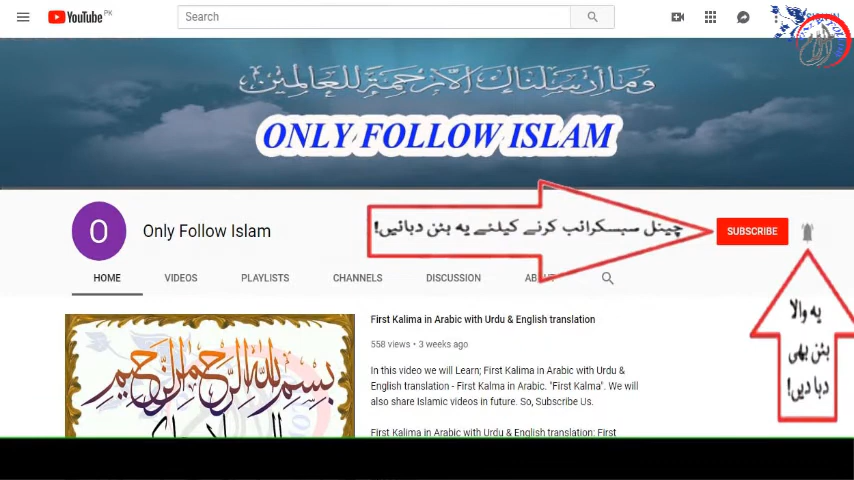 YouTube PK
Search
وما أرسلناك إلا رحمة للعالمين
ONLY FOLLOW ISLAM
O
Only Follow Islam
چینل سبسکرائب کرنے کیلئے یہ بٹن دبائیں!
SUBSCRIBE
HOME VIDEOS PLAYLISTS CHANNELS DISCUSSION
یہ والا
بٹن بھی
دبا دیں!
First Kalima in Arabic with Urdu & English translation
558 views • 3 weeks ago
In this video we will Learn; First Kalima in Arabic with Urdu &
English translation - First Kalma in Arabic. "First Kalma". We will
also share Islamic videos in future. So, Subscribe Us.
First Kalima in Arabic with Urdu & English translation: First
بسم الله الرحمن الرحيم